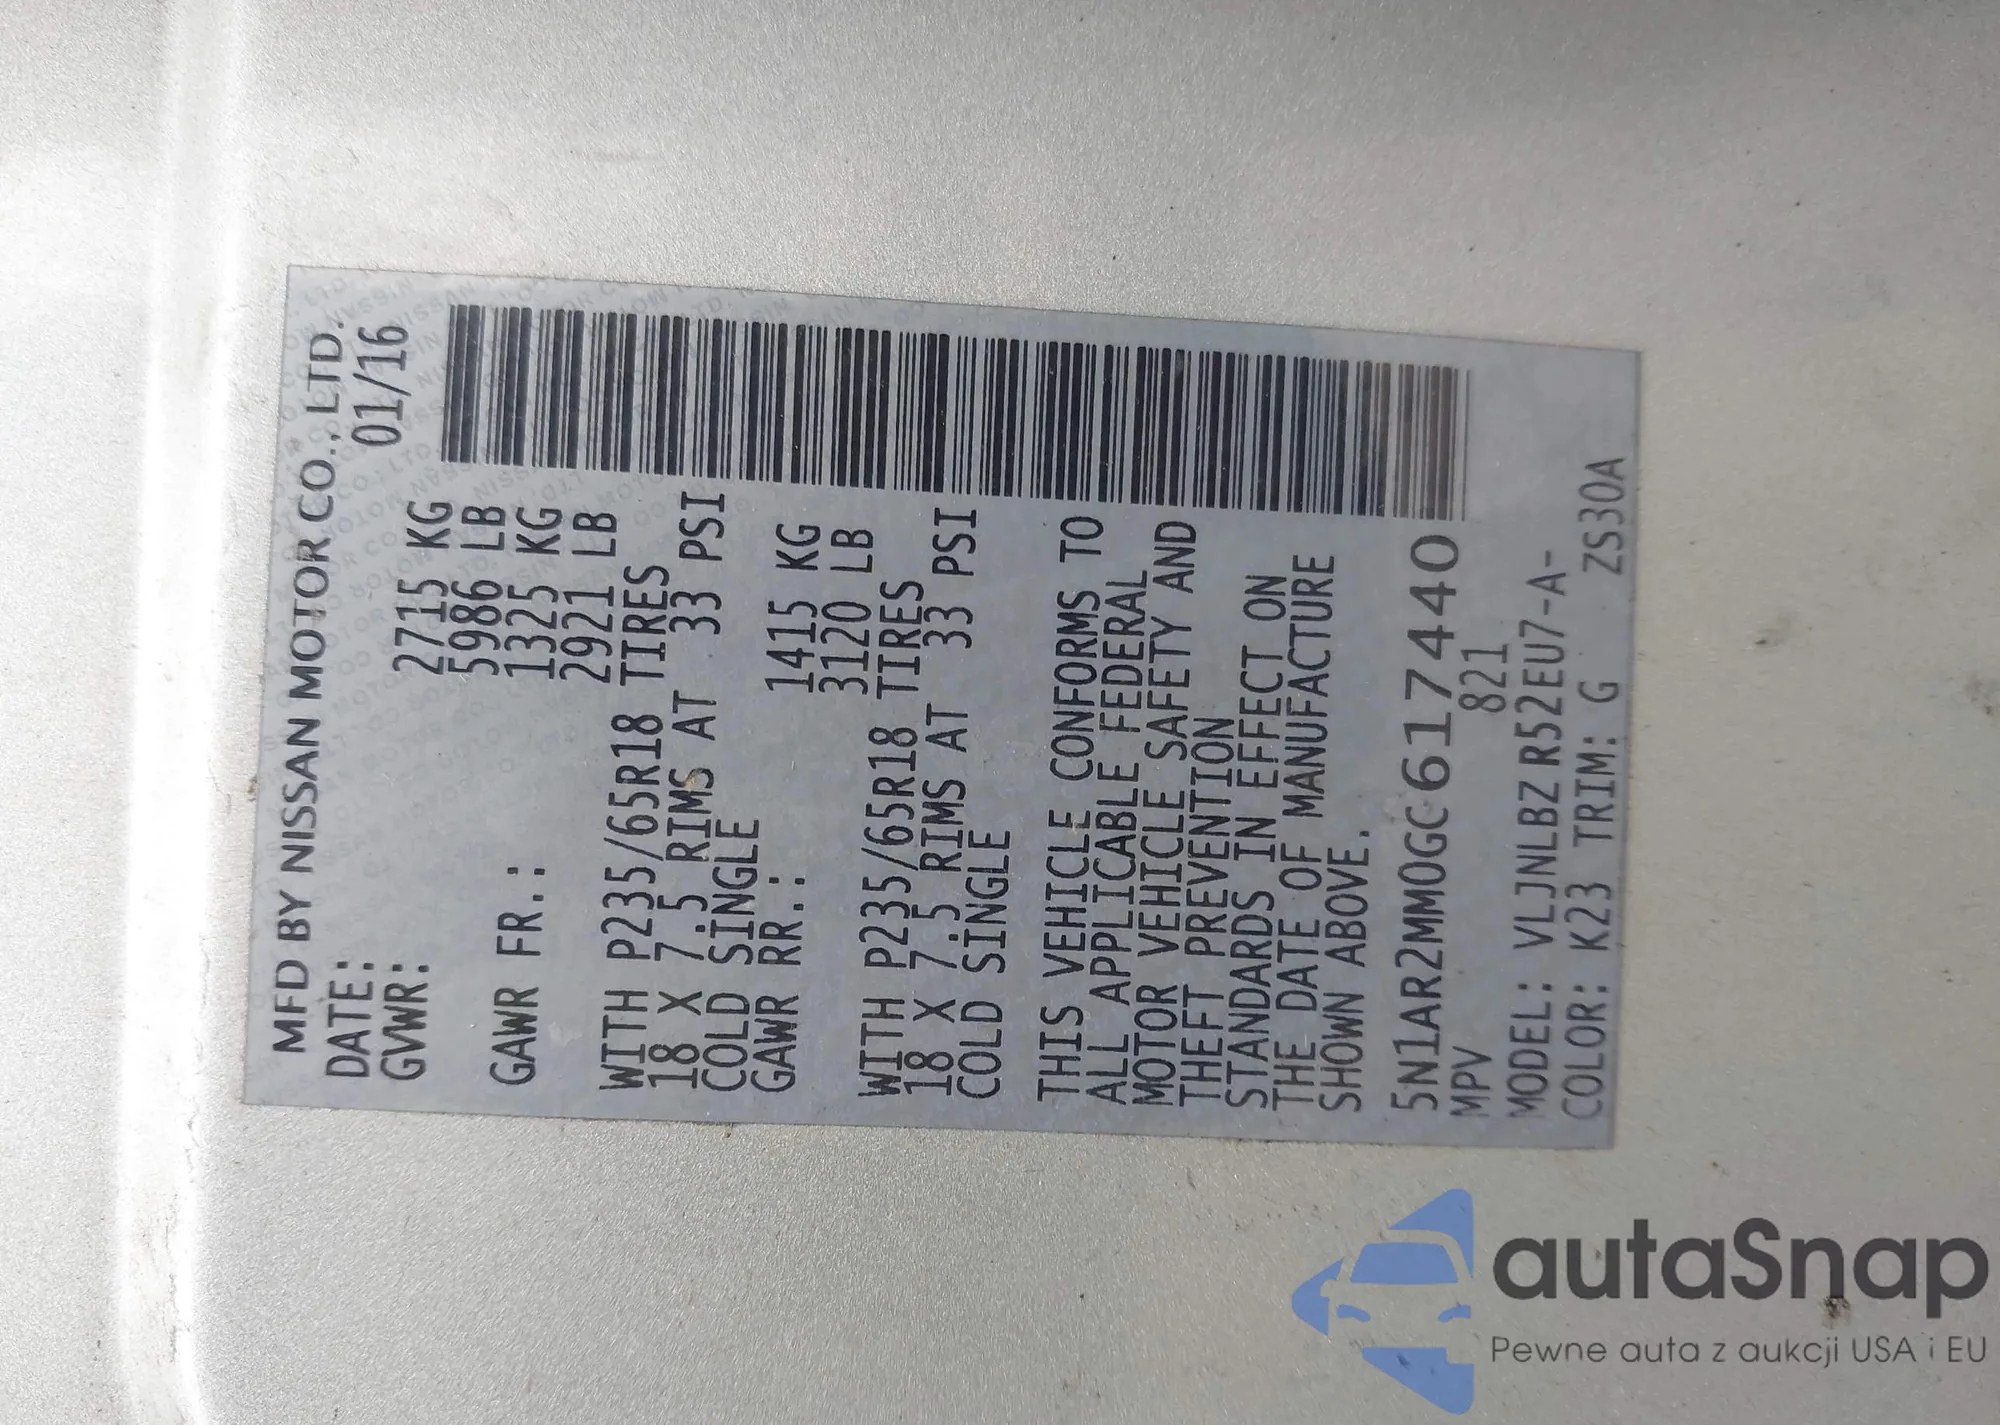 MFD BY NISSAN MOTOR CO., LTD.
DATE: 01/16
GVWR: 2715 KG
5986 LB
GAWR FR.: 1325 KG
2921 LB
WITH P235/65R18 TIRES
18 X 7.5 RIMS AT 33 PSI
COLD SINGLE
GAWR RR.: 1415 KG
3120 LB
WITH P235/65R18 TIRES
18 X 7.5 RIMS AT 33 PSI
COLD SINGLE
THIS VEHICLE CONFORMS TO
ALL APPLICABLE FEDERAL
MOTOR VEHICLE SAFETY AND
THEFT PREVENTION
STANDARDS IN EFFECT ON
THE DATE OF MANUFACTURE
SHOWN ABOVE.
5N1AR2MM0GC617440
MPV 821
MODEL: VLJNLBZ R52EU7-A-
COLOR: K23 TRIM: G ZS30A
autaSnap
Pewne auta z aukcji USA i EU